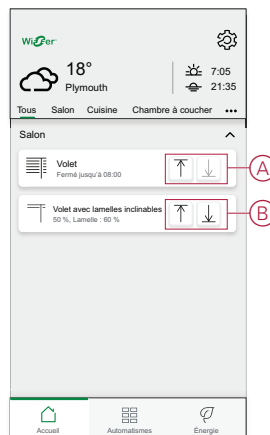 Wiser
18°
Plymouth
7:05
21:35
Tous Salon Cuisine Chambre à coucher
Salon
Volet
Fermé jusqu'à 08:00
A
Volet avec lamelles inclinables
50 %, Lamelle : 60 %
B
Accueil Automatismes Énergie